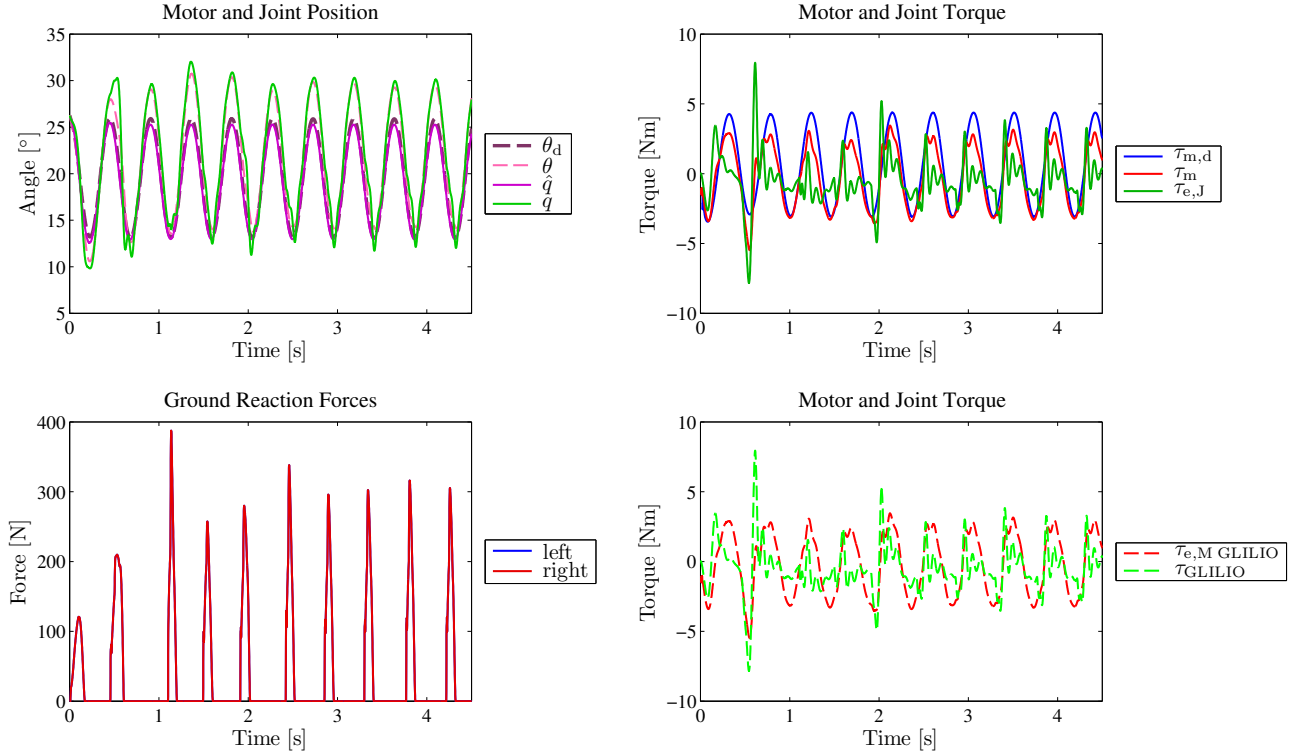 Motor and Joint Position
Angle [°]
35
30
25
20
15
10
5
0
1
2
3
4
Time [s]
θd
θ
q̂
q
Motor and Joint Torque
Torque [Nm]
10
5
0
−5
−10
0
1
2
3
4
Time [s]
τm,d
τm
τe,J
Ground Reaction Forces
Force [N]
400
300
200
100
0
0
1
2
3
4
Time [s]
left
right
Motor and Joint Torque
Torque [Nm]
10
5
0
−5
−10
0
1
2
3
4
Time [s]
τe,M GLILIO
τGLILIO